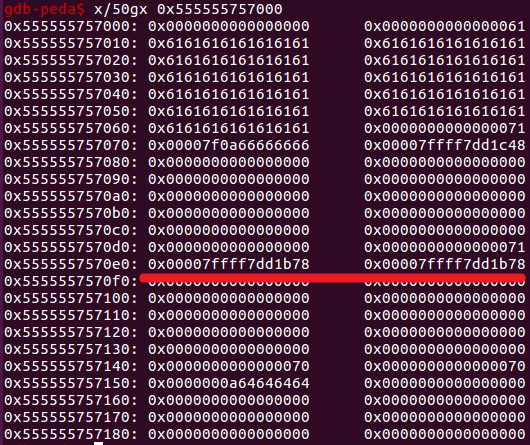 gdb-peda$ x/50gx 0x555555757000
0x555555757000: 0x0000000000000000 0x0000000000000061
0x555555757010: 0x6161616161616161 0x6161616161616161
0x555555757020: 0x6161616161616161 0x6161616161616161
0x555555757030: 0x6161616161616161 0x6161616161616161
0x555555757040: 0x6161616161616161 0x6161616161616161
0x555555757050: 0x6161616161616161 0x6161616161616161
0x555555757060: 0x6161616161616161 0x0000000000000071
0x555555757070: 0x00007f0a66666666 0x00007ffff7dd1c48
0x555555757080: 0x0000000000000000 0x0000000000000000
0x555555757090: 0x0000000000000000 0x0000000000000000
0x5555557570a0: 0x0000000000000000 0x0000000000000000
0x5555557570b0: 0x0000000000000000 0x0000000000000000
0x5555557570c0: 0x0000000000000000 0x0000000000000000
0x5555557570d0: 0x0000000000000000 0x0000000000000071
0x5555557570e0: 0x00007ffff7dd1b78 0x00007ffff7dd1b78
0x5555557570f0: 0x0000000000000000 0x0000000000000000
0x555555757100: 0x0000000000000000 0x0000000000000000
0x555555757110: 0x0000000000000000 0x0000000000000000
0x555555757120: 0x0000000000000000 0x0000000000000000
0x555555757130: 0x0000000000000000 0x0000000000000000
0x555555757140: 0x0000000000000070 0x0000000000000070
0x555555757150: 0x0000000a64646464 0x0000000000000000
0x555555757160: 0x0000000000000000 0x0000000000000000
0x555555757170: 0x0000000000000000 0x0000000000000000
0x555555757180: 0x0000000000000000 0x0000000000000000